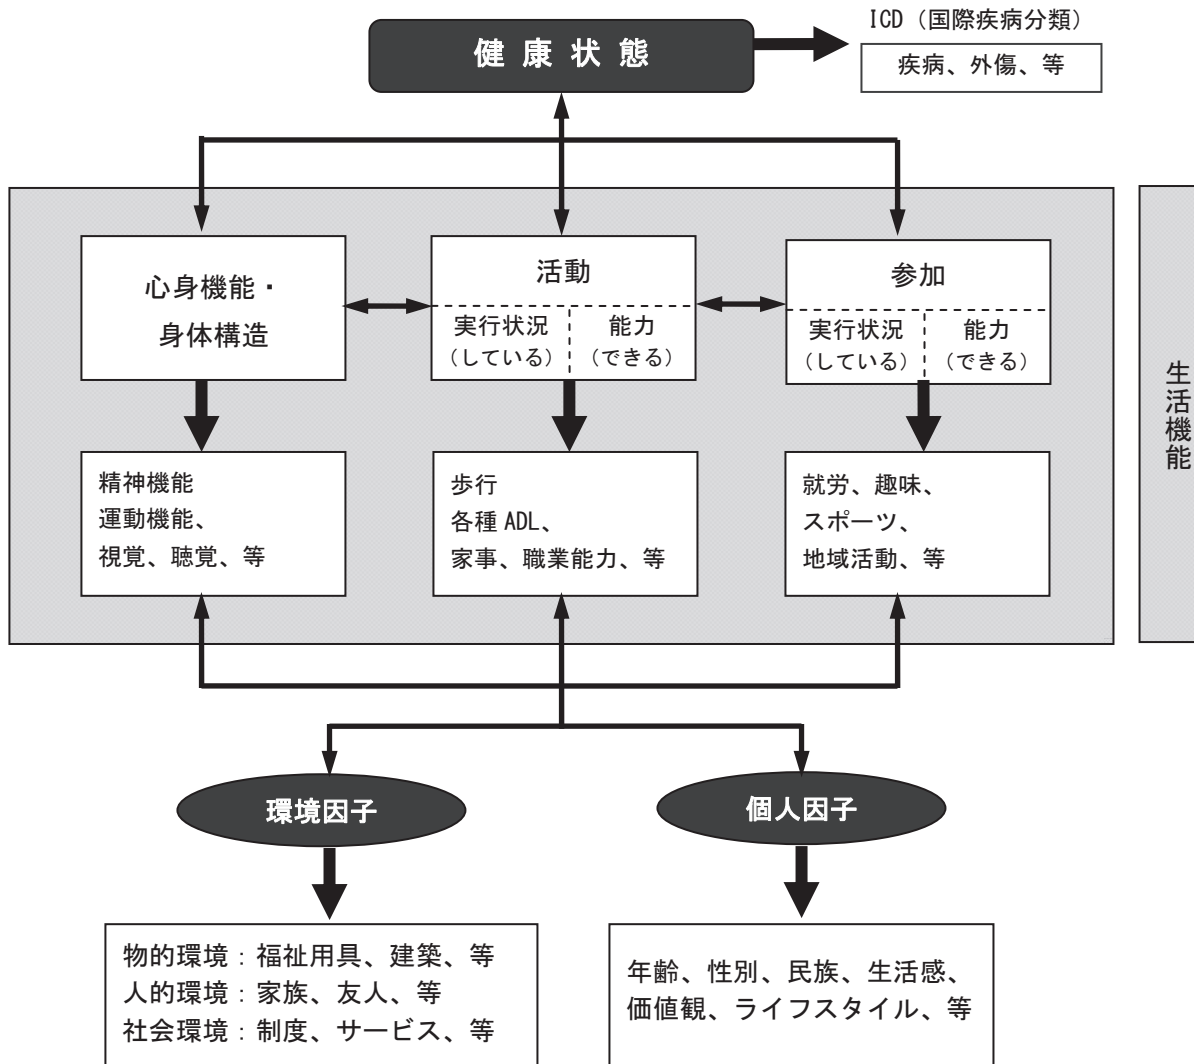 ICD（国際疾病分類）
健康状態
疾病、外傷、等
心身機能・
身体構造
活動
実行状況
（している）
能力
（できる）
参加
実行状況
（している）
能力
（できる）
生活機能
精神機能
運動機能、
視覚、聴覚、等
歩行
各種 ADL、
家事、職業能力、等
就労、趣味、
スポーツ、
地域活動、等
環境因子
個人因子
物的環境：福祉用具、建築、等
人的環境：家族、友人、等
社会環境：制度、サービス、等
年齢、性別、民族、生活感、
価値観、ライフスタイル、等